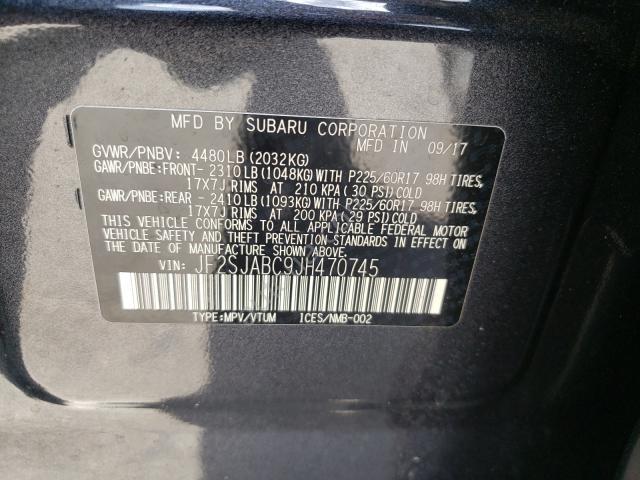 MFD BY SUBARU CORPORATION
MFD IN 09/17
GVWR/PNBV: 4480LB(2032KG)
GAWR/PNBE:FRONT- 2310LB(1048KG)WITH P225/60R17 98H TIRES,
17X7J RIMS AT 210 KPA(30 PSI)COLD
GAWR/PNBE:REAR - 2410LB(1093KG)WITH P225/60R17 98H TIRES,
17X7J RIMS AT 200 KPA(29 PSI)COLD
THIS VEHICLE CONFORMS TO ALL APPLICABLE FEDERAL MOTOR
VEHICLE SAFETY AND THEFT PREVENTION STANDARDS IN EFFECT ON
THE DATE OF MANUFACTURE SHOWN ABOVE.
VIN: JF2SJABC9JH470745
TYPE:MPV/VTUM ICES/NMB-002